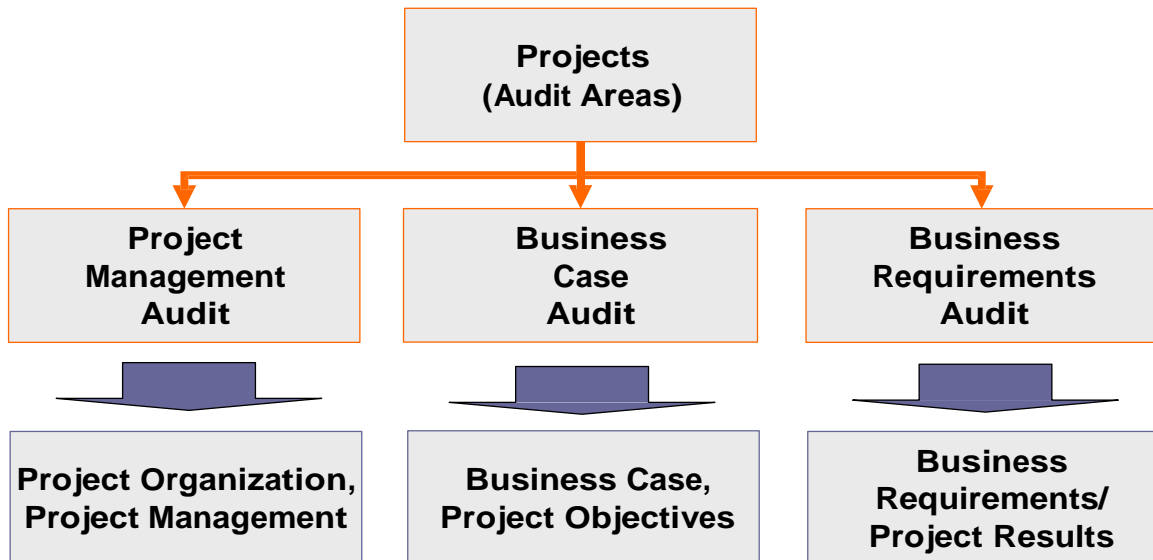 Projects
(Audit Areas)
Project
Management
Audit
Business
Case
Audit
Business
Requirements
Audit
Project Organization,
Project Management
Business Case,
Project Objectives
Business
Requirements/
Project Results